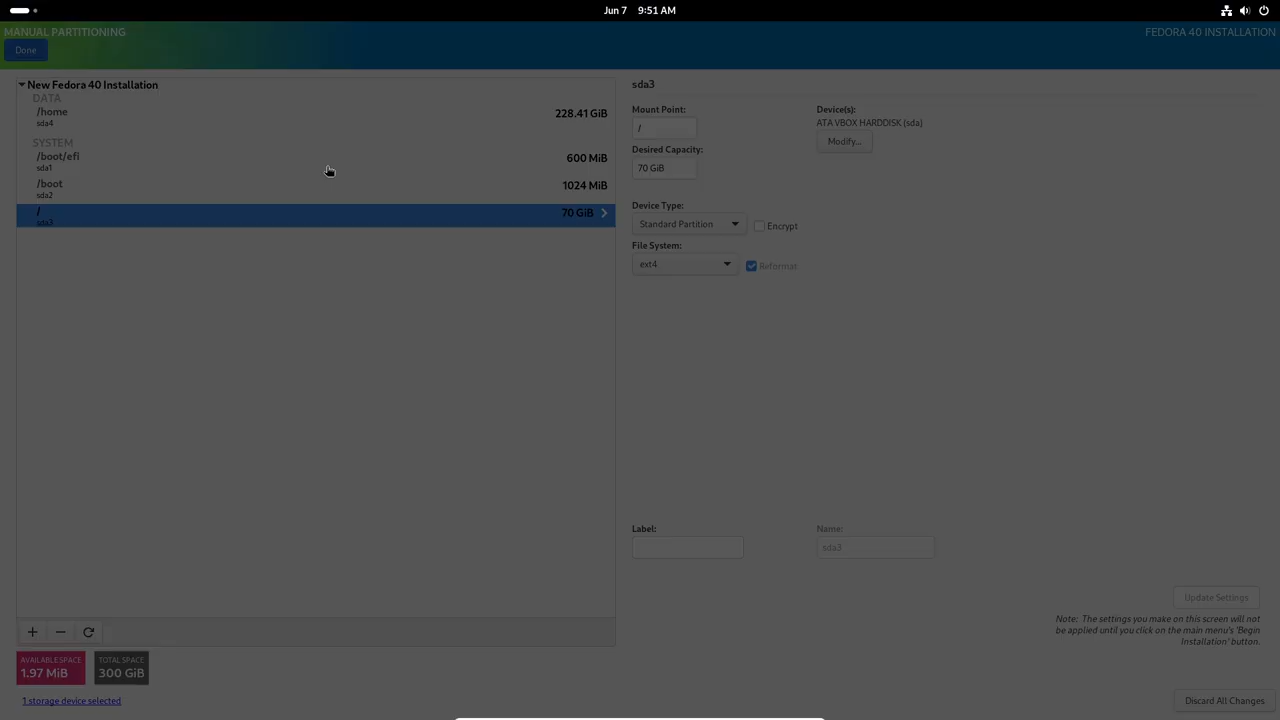 Jun 7 9:51 AM
MANUAL PARTITIONING
FEDORA 40 INSTALLATION
Done
New Fedora 40 Installation
DATA
/home
228.41 GiB
sda4
SYSTEM
/boot/efi
600 MiB
sda1
/boot
1024 MiB
sda2
/
70 GiB
sda3
sda3
Mount Point:
/
Desired Capacity:
70 GiB
Device(s):
ATA VBOX HARDDISK (sda)
Modify...
Device Type:
Standard Partition
Encrypt
File System:
ext4
Reformat
Label:
Name:
sda3
Update Settings
Note: The settings you make on this screen will not
be applied until you click on the main menu's 'Begin
Installation' button.
AVAILABLE SPACE
1.97 MiB
TOTAL SPACE
300 GiB
1 storage device selected
Discard All Changes